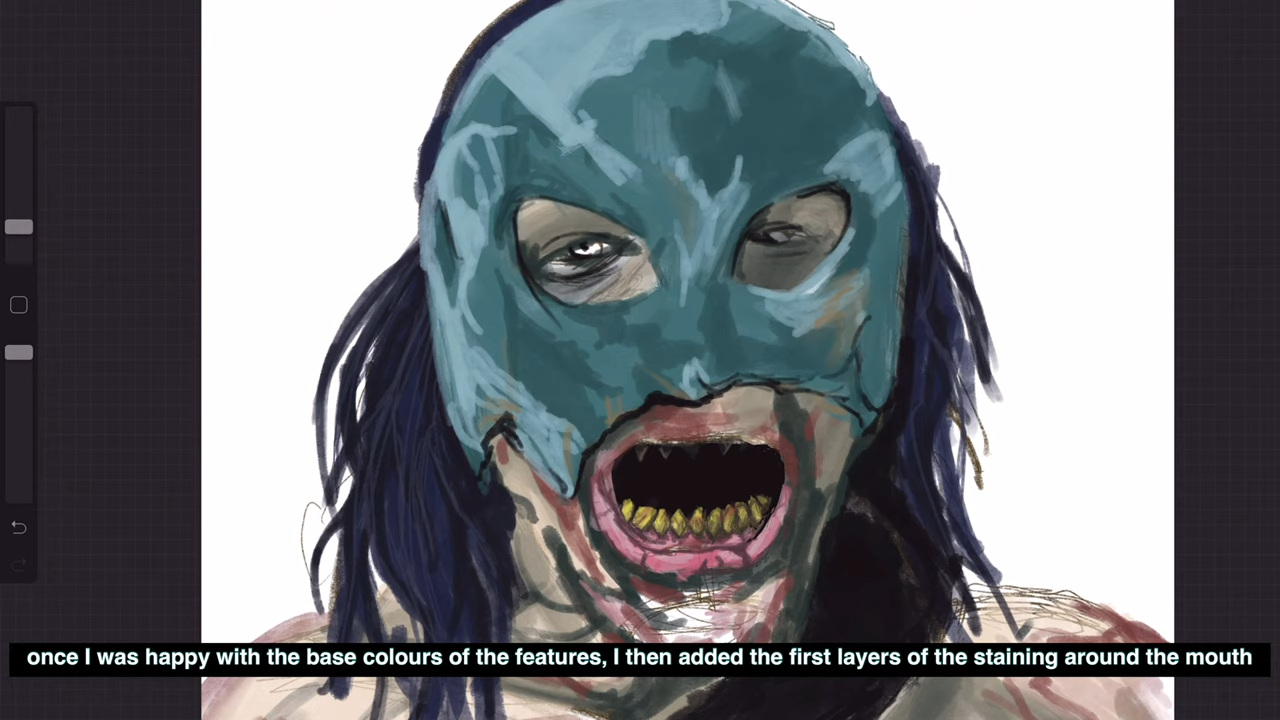 once I was happy with the base colours of the features, I then added the first layers of the staining around the mouth